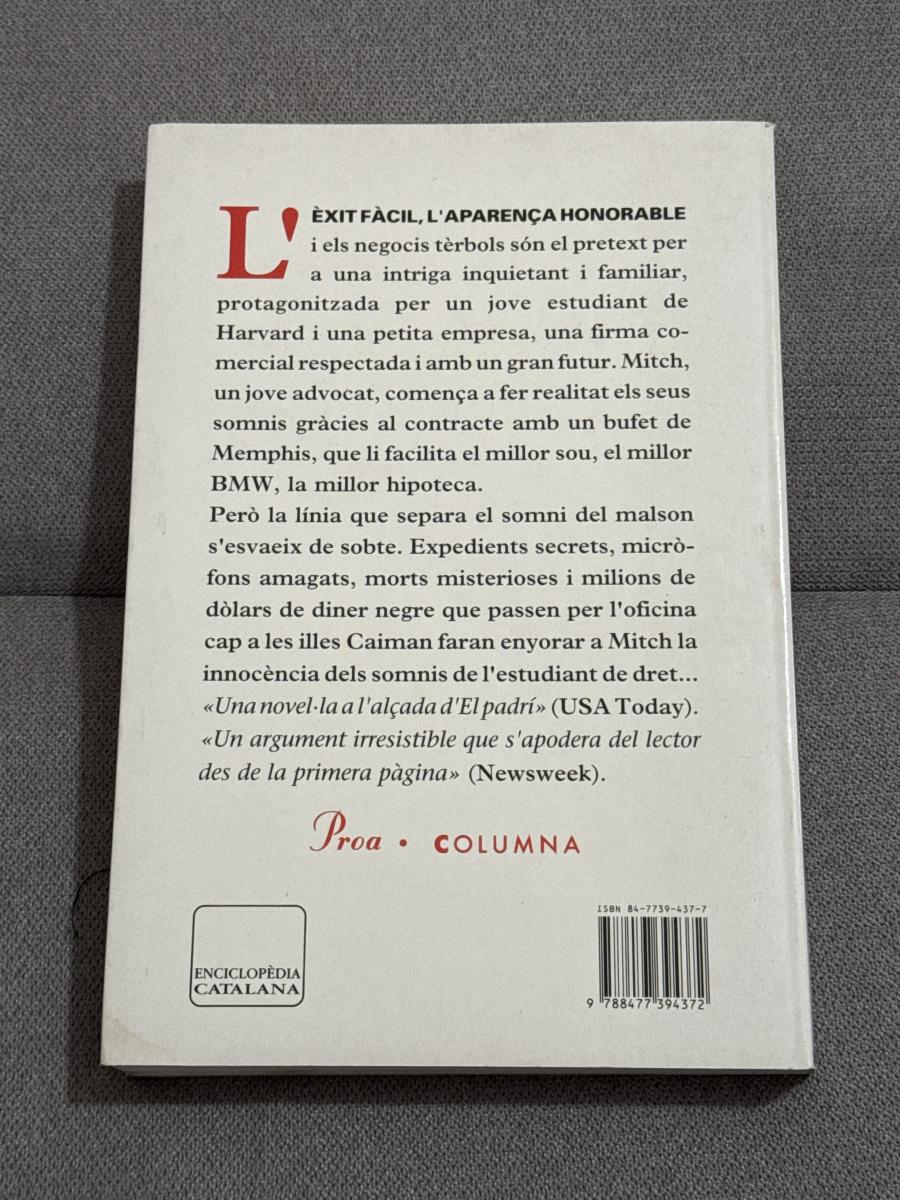 L'ÈXIT FÀCIL, L'APARENÇA HONORABLE
i els negocis tèrbols són el pretext per
a una intriga inquietant i familiar,
protagonitzada per un jove estudiant de
Harvard i una petita empresa, una firma co-
mercial respectada i amb un gran futur. Mitch,
un jove advocat, comença a fer realitat els seus
somnis gràcies al contracte amb un bufet de
Memphis, que li facilita el millor sou, el millor
BMW, la millor hipoteca.
Però la línia que separa el somni del malson
s'esvaeix de sobte. Expedients secrets, micrò-
fons amagats, morts misterioses i milions de
dòlars de diner negre que passen per l'oficina
cap a les illes Caiman faran enyorar a Mitch la
innocència dels somnis de l'estudiant de dret...
«Una novel·la a l'alçada d'El padrí» (USA Today).
«Un argument irresistible que s'apodera del lector
des de la primera pàgina» (Newsweek).
Proa • COLUMNA
ENCICLOPÈDIA
CATALANA
ISBN 84-7739-437-7
9 788477 394372